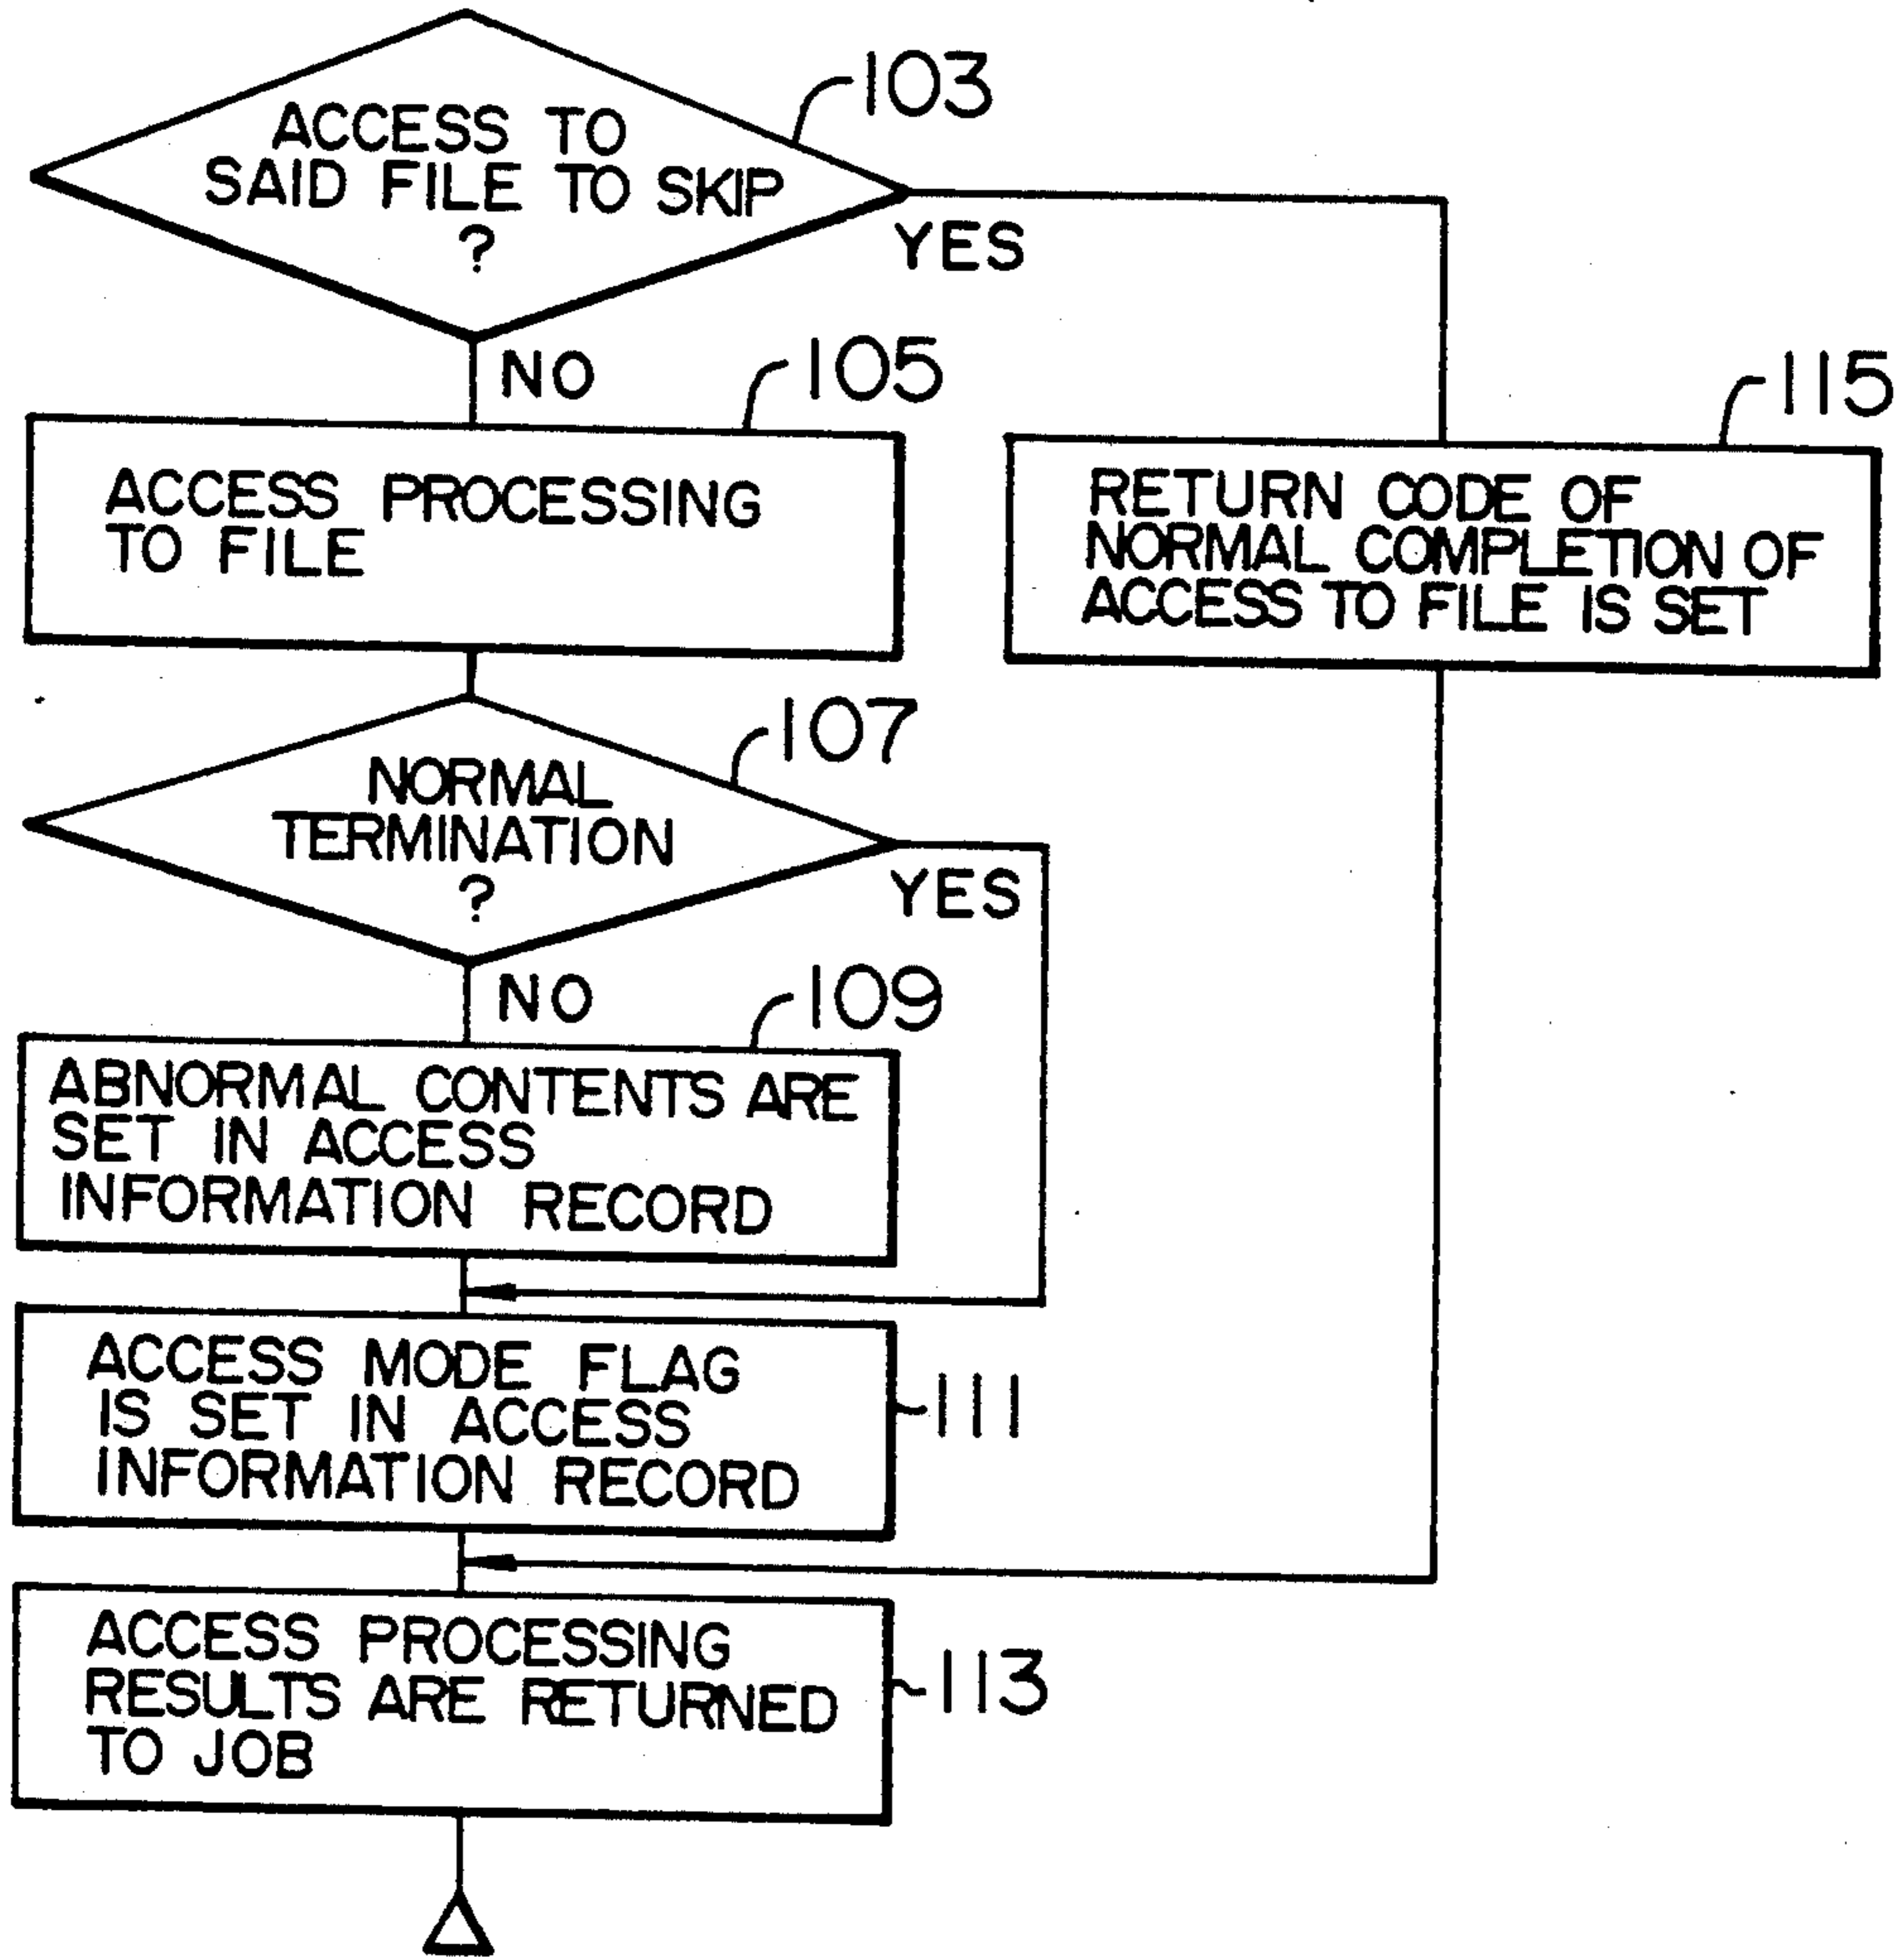 103
ACCESS TO
SAID FILE TO SKIP
?
YES
NO
105
ACCESS PROCESSING
TO FILE
115
RETURN CODE OF
NORMAL COMPLETION OF
ACCESS TO FILE IS SET
107
NORMAL
TERMINATION
?
YES
NO
109
ABNORMAL CONTENTS ARE
SET IN ACCESS
INFORMATION RECORD
ACCESS MODE FLAG
IS SET IN ACCESS
INFORMATION RECORD
111
ACCESS PROCESSING
RESULTS ARE RETURNED
TO JOB
113